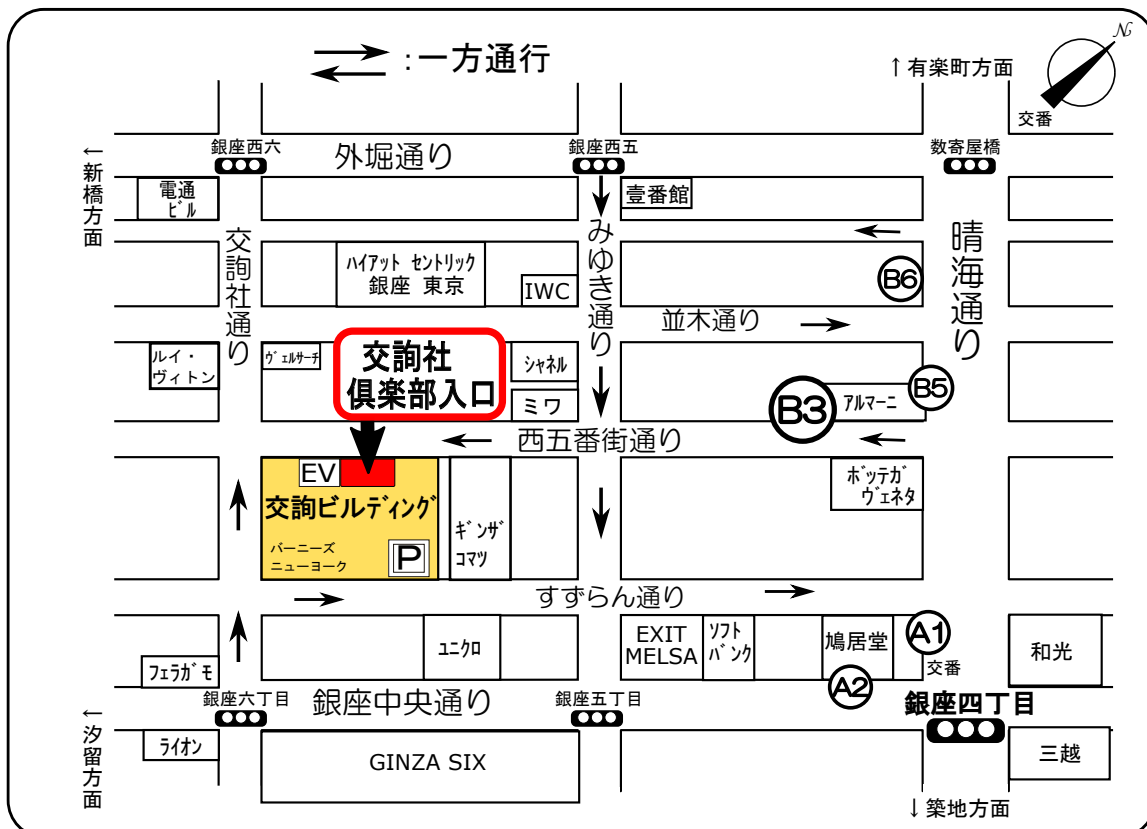 :一方通行
N
↑有楽町方面
交番
銀座西六
外堀通り
銀座西五
数寄屋橋
←新橋方面
電通
ビル
壹番館
交詢社通り
ハイアット セントリック
銀座 東京
IWC
みゆき通り
晴海通り
B6
並木通り
ルイ・
ヴィトン
ヴェルサーチ
交詢社
倶楽部入口
シャネル
ミワ
B3
アルマーニ
B5
西五番街通り
EV
交詢ビルディング
バーニーズ
ニューヨーク
P
ギンザ
コマツ
ボッテガ
ヴェネタ
すずらん通り
フェラガモ
ユニクロ
EXIT
MELSA
ソフト
バンク
鳩居堂
A1
交番
和光
A2
銀座六丁目
銀座中央通り
銀座五丁目
銀座四丁目
←汐留方面
ライオン
GINZA SIX
三越
↓築地方面